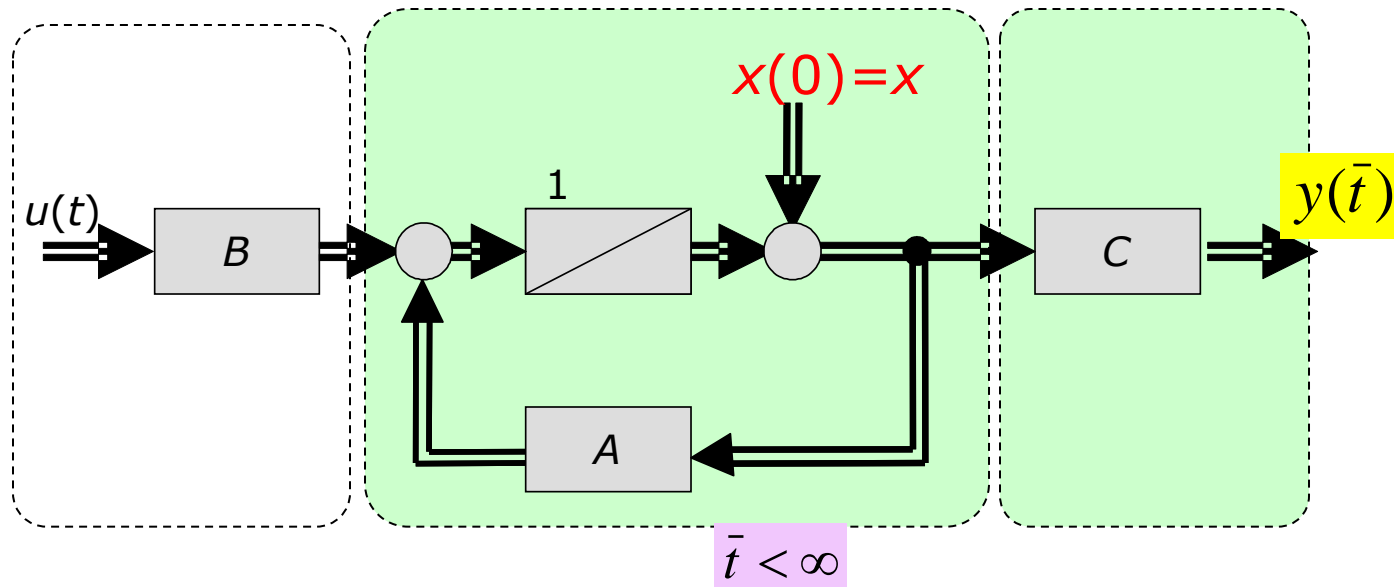 x(0)=x
1
u(t)
B
C
y(t̄)
A
t̄ < ∞